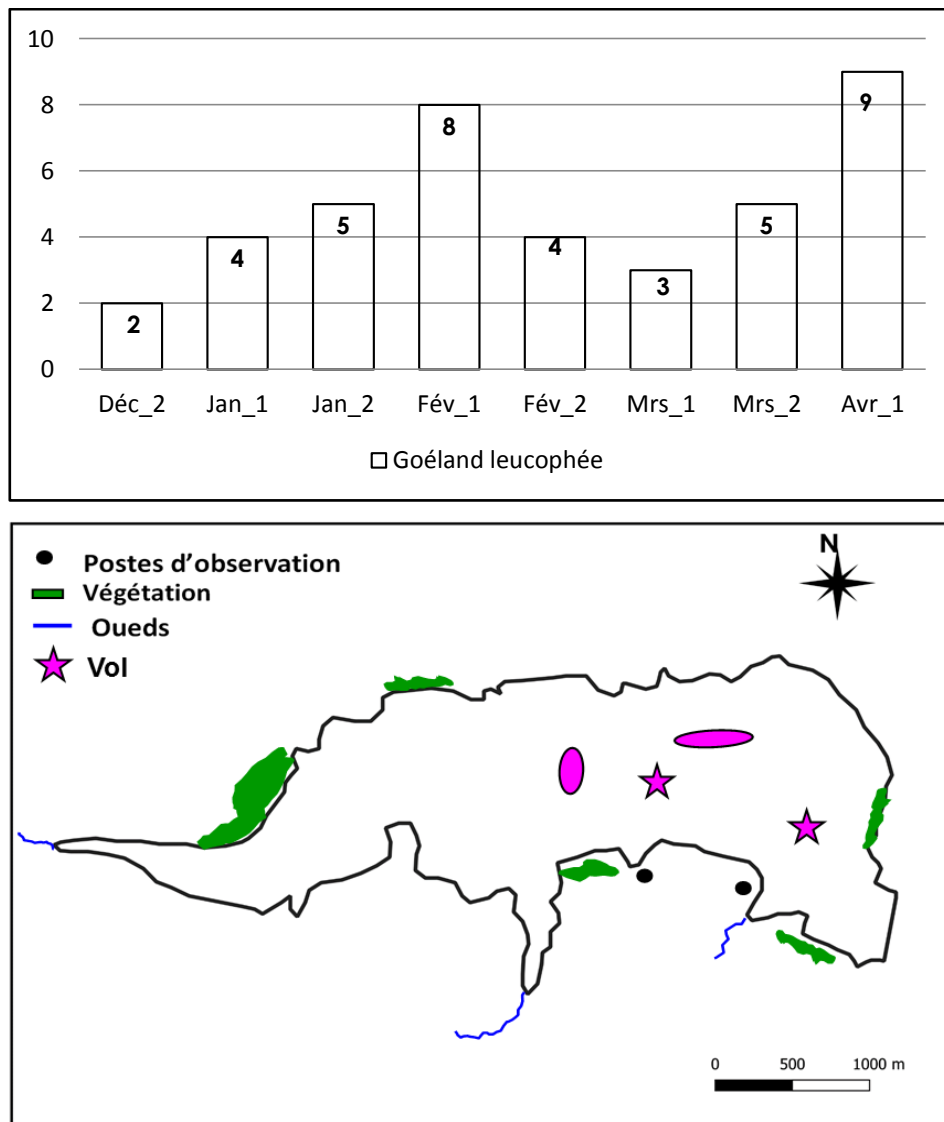 10
8
6
4
2
0
2
4
5
8
4
3
5
9
Déc_2 Jan_1 Jan_2 Fév_1 Fév_2 Mrs_1 Mrs_2 Avr_1
Goéland leucophée
N
Postes d'observation
Végétation
Oueds
Vol
0 500 1000 m